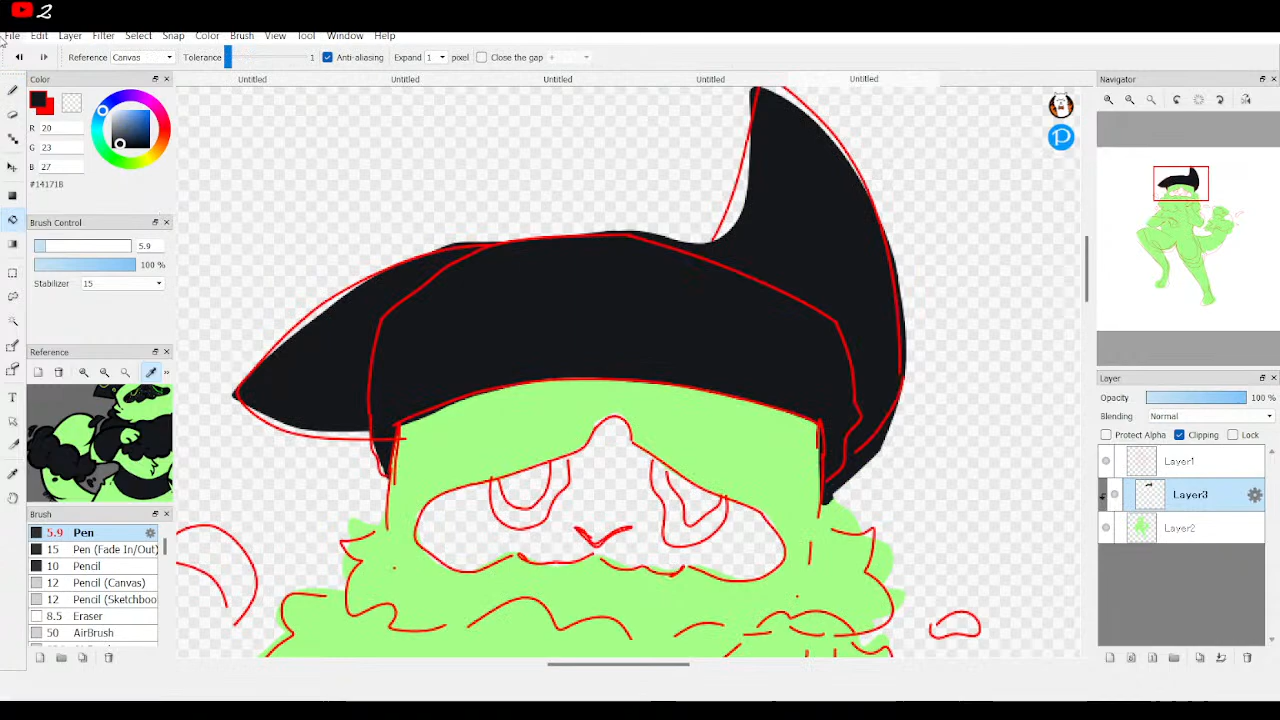 2
File Edit Layer Filter Select Snap Color Brush View Tool Window Help
Reference Canvas Tolerance 1 Anti-aliasing Expand 1 pixel Close the gap
Color Untitled Untitled Untitled Untitled Untitled Navigator
R 20
G 23
B 27
#141718
Brush Control
5.9
100 %
Stabilizer 15
Reference
Layer
Opacity 100 %
Blending Normal
Protect Alpha Clipping Lock
Layer1
Layer3
Layer2
Brush
5.9 Pen
15 Pen (Fade In/Out)
10 Pencil
12 Pencil (Canvas)
12 Pencil (Sketchboo
8.5 Eraser
50 AirBrush